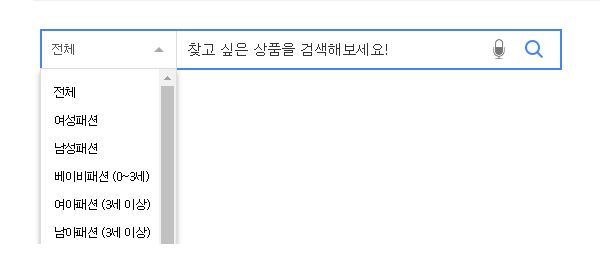 전체
찾고 싶은 상품을 검색해보세요!
전체
여성패션
남성패션
베이비패션 (0~3세)
여아패션 (3세 이상)
남아패션 (3세 이상)